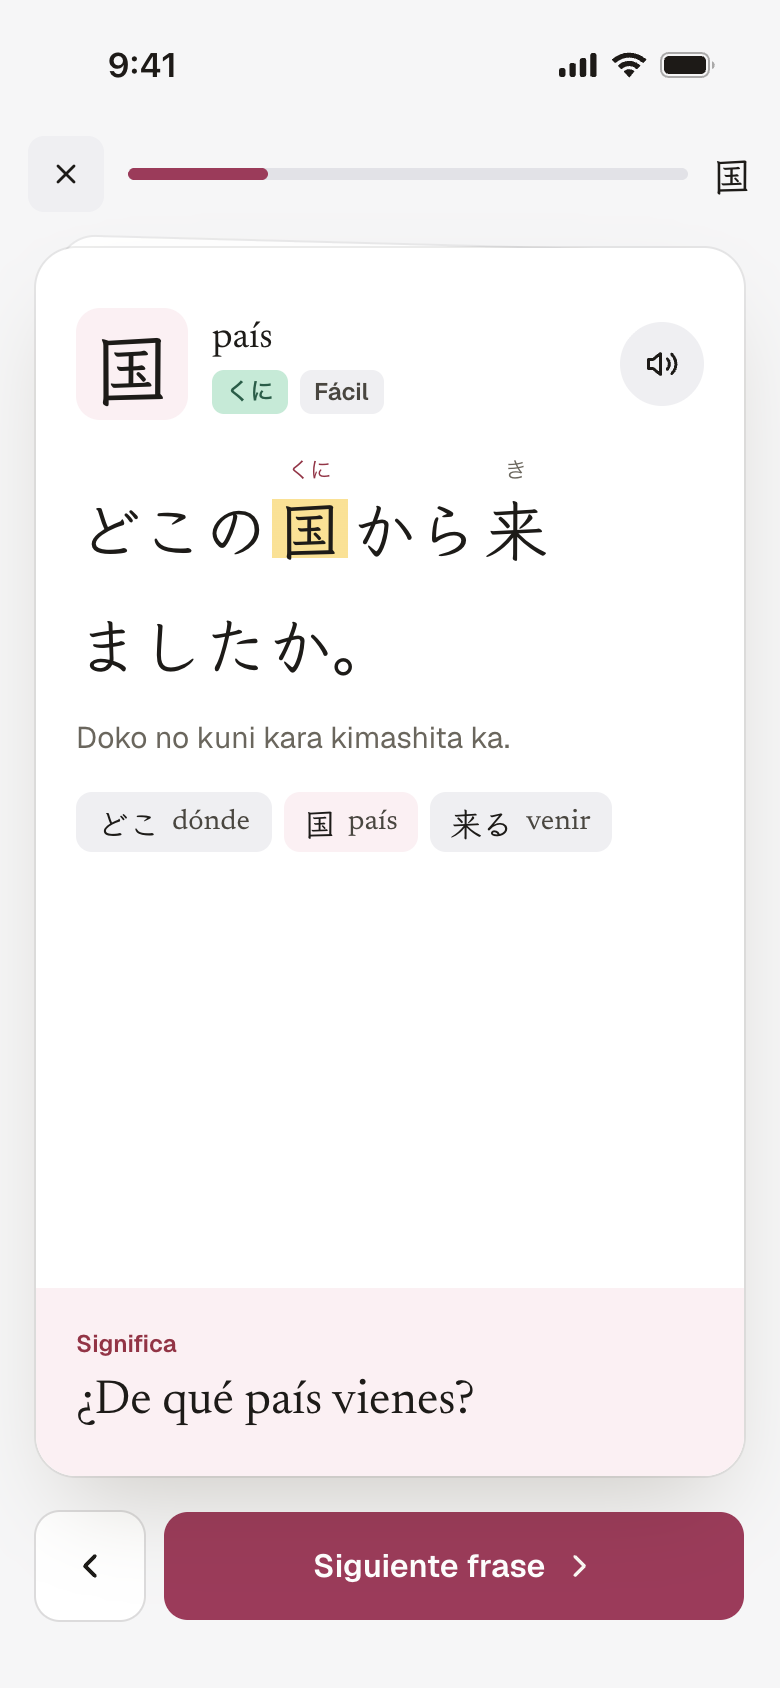 9:41
国
国
país
くに
Fácil
くに き
どこの国から来
ましたか。
Doko no kuni kara kimashita ka.
どこ dónde 国 país 来る venir
Significa
¿De qué país vienes?
Siguiente frase